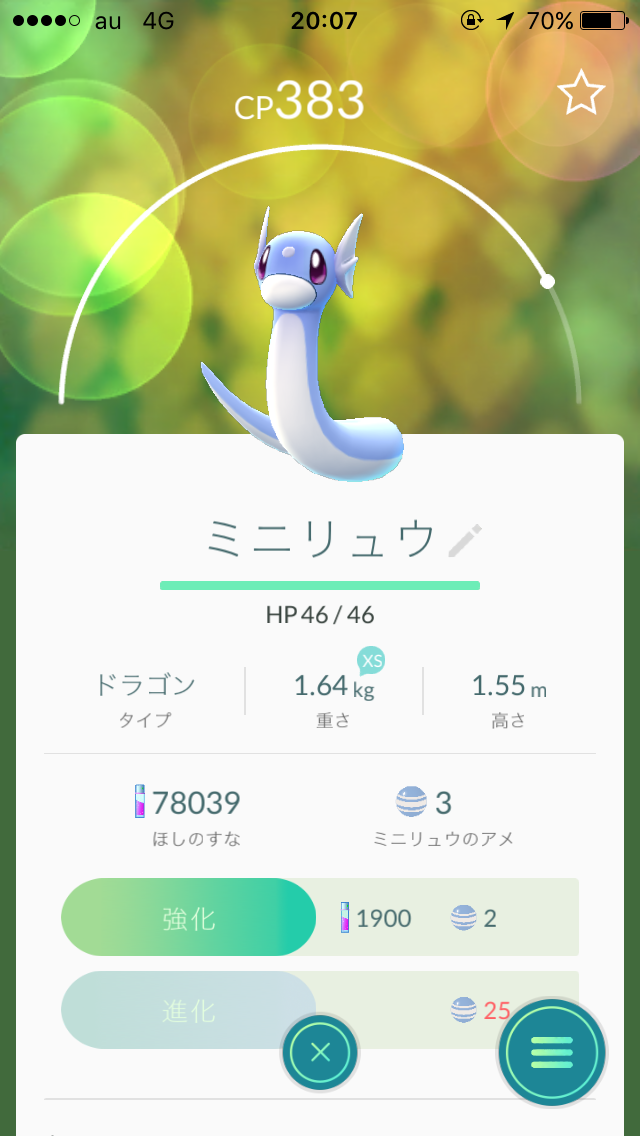 au 4G 20:07 70%
CP383
ミニリュウ
HP 46 / 46
XS
ドラゴン 1.64 kg 1.55 m
タイプ 重さ 高さ
78039 3
ほしのすな ミニリュウのアメ
強化 1900 2
進化 25